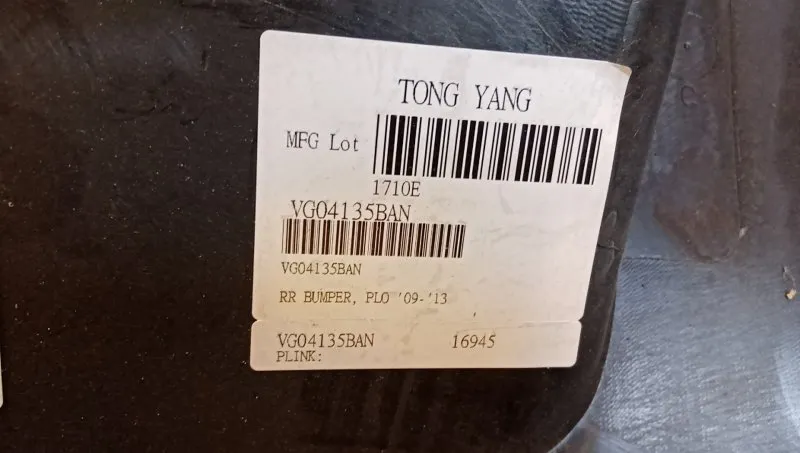 TONG YANG
MFG Lot
1710E
VG04135BAN
VG04135BAN
RR BUMPER, PLO '09-'13
VG04135BAN 16945
PLINK: